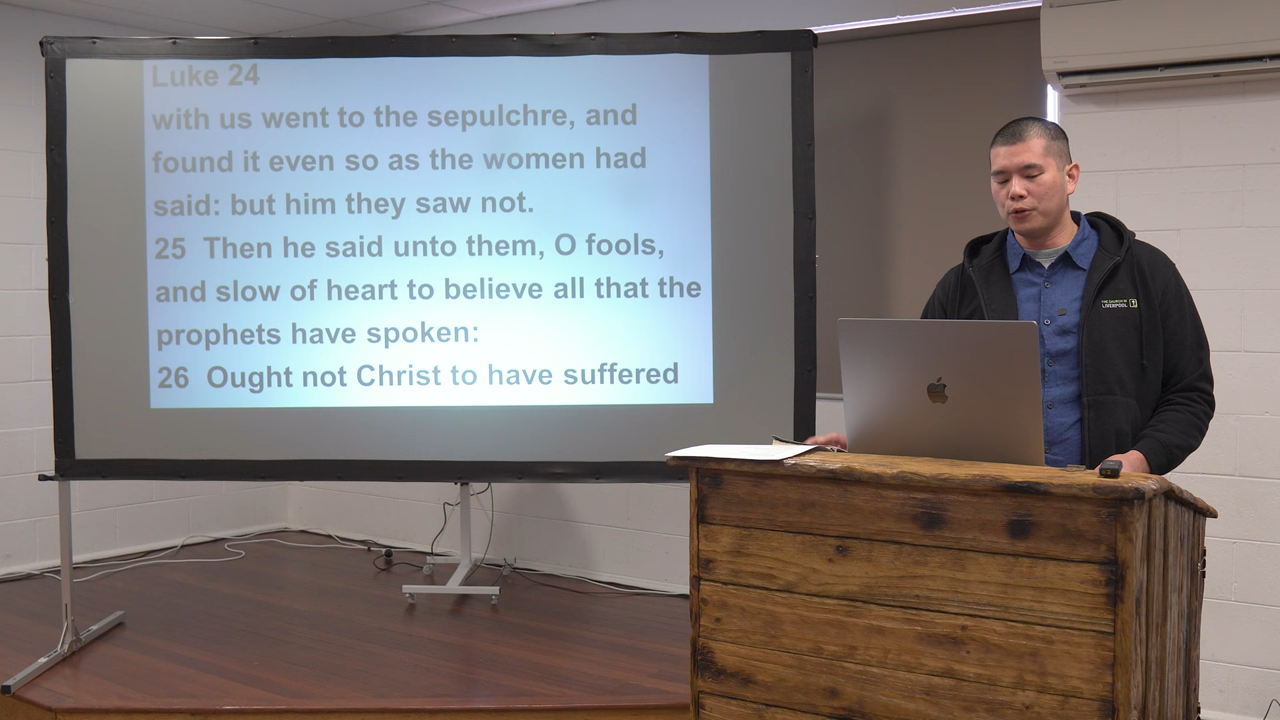 Luke 24
with us went to the sepulchre, and
found it even so as the women had
said: but him they saw not.
25 Then he said unto them, O fools,
and slow of heart to believe all that the
prophets have spoken:
26 Ought not Christ to have suffered
THE CHURCH IN
LIVERPOOL